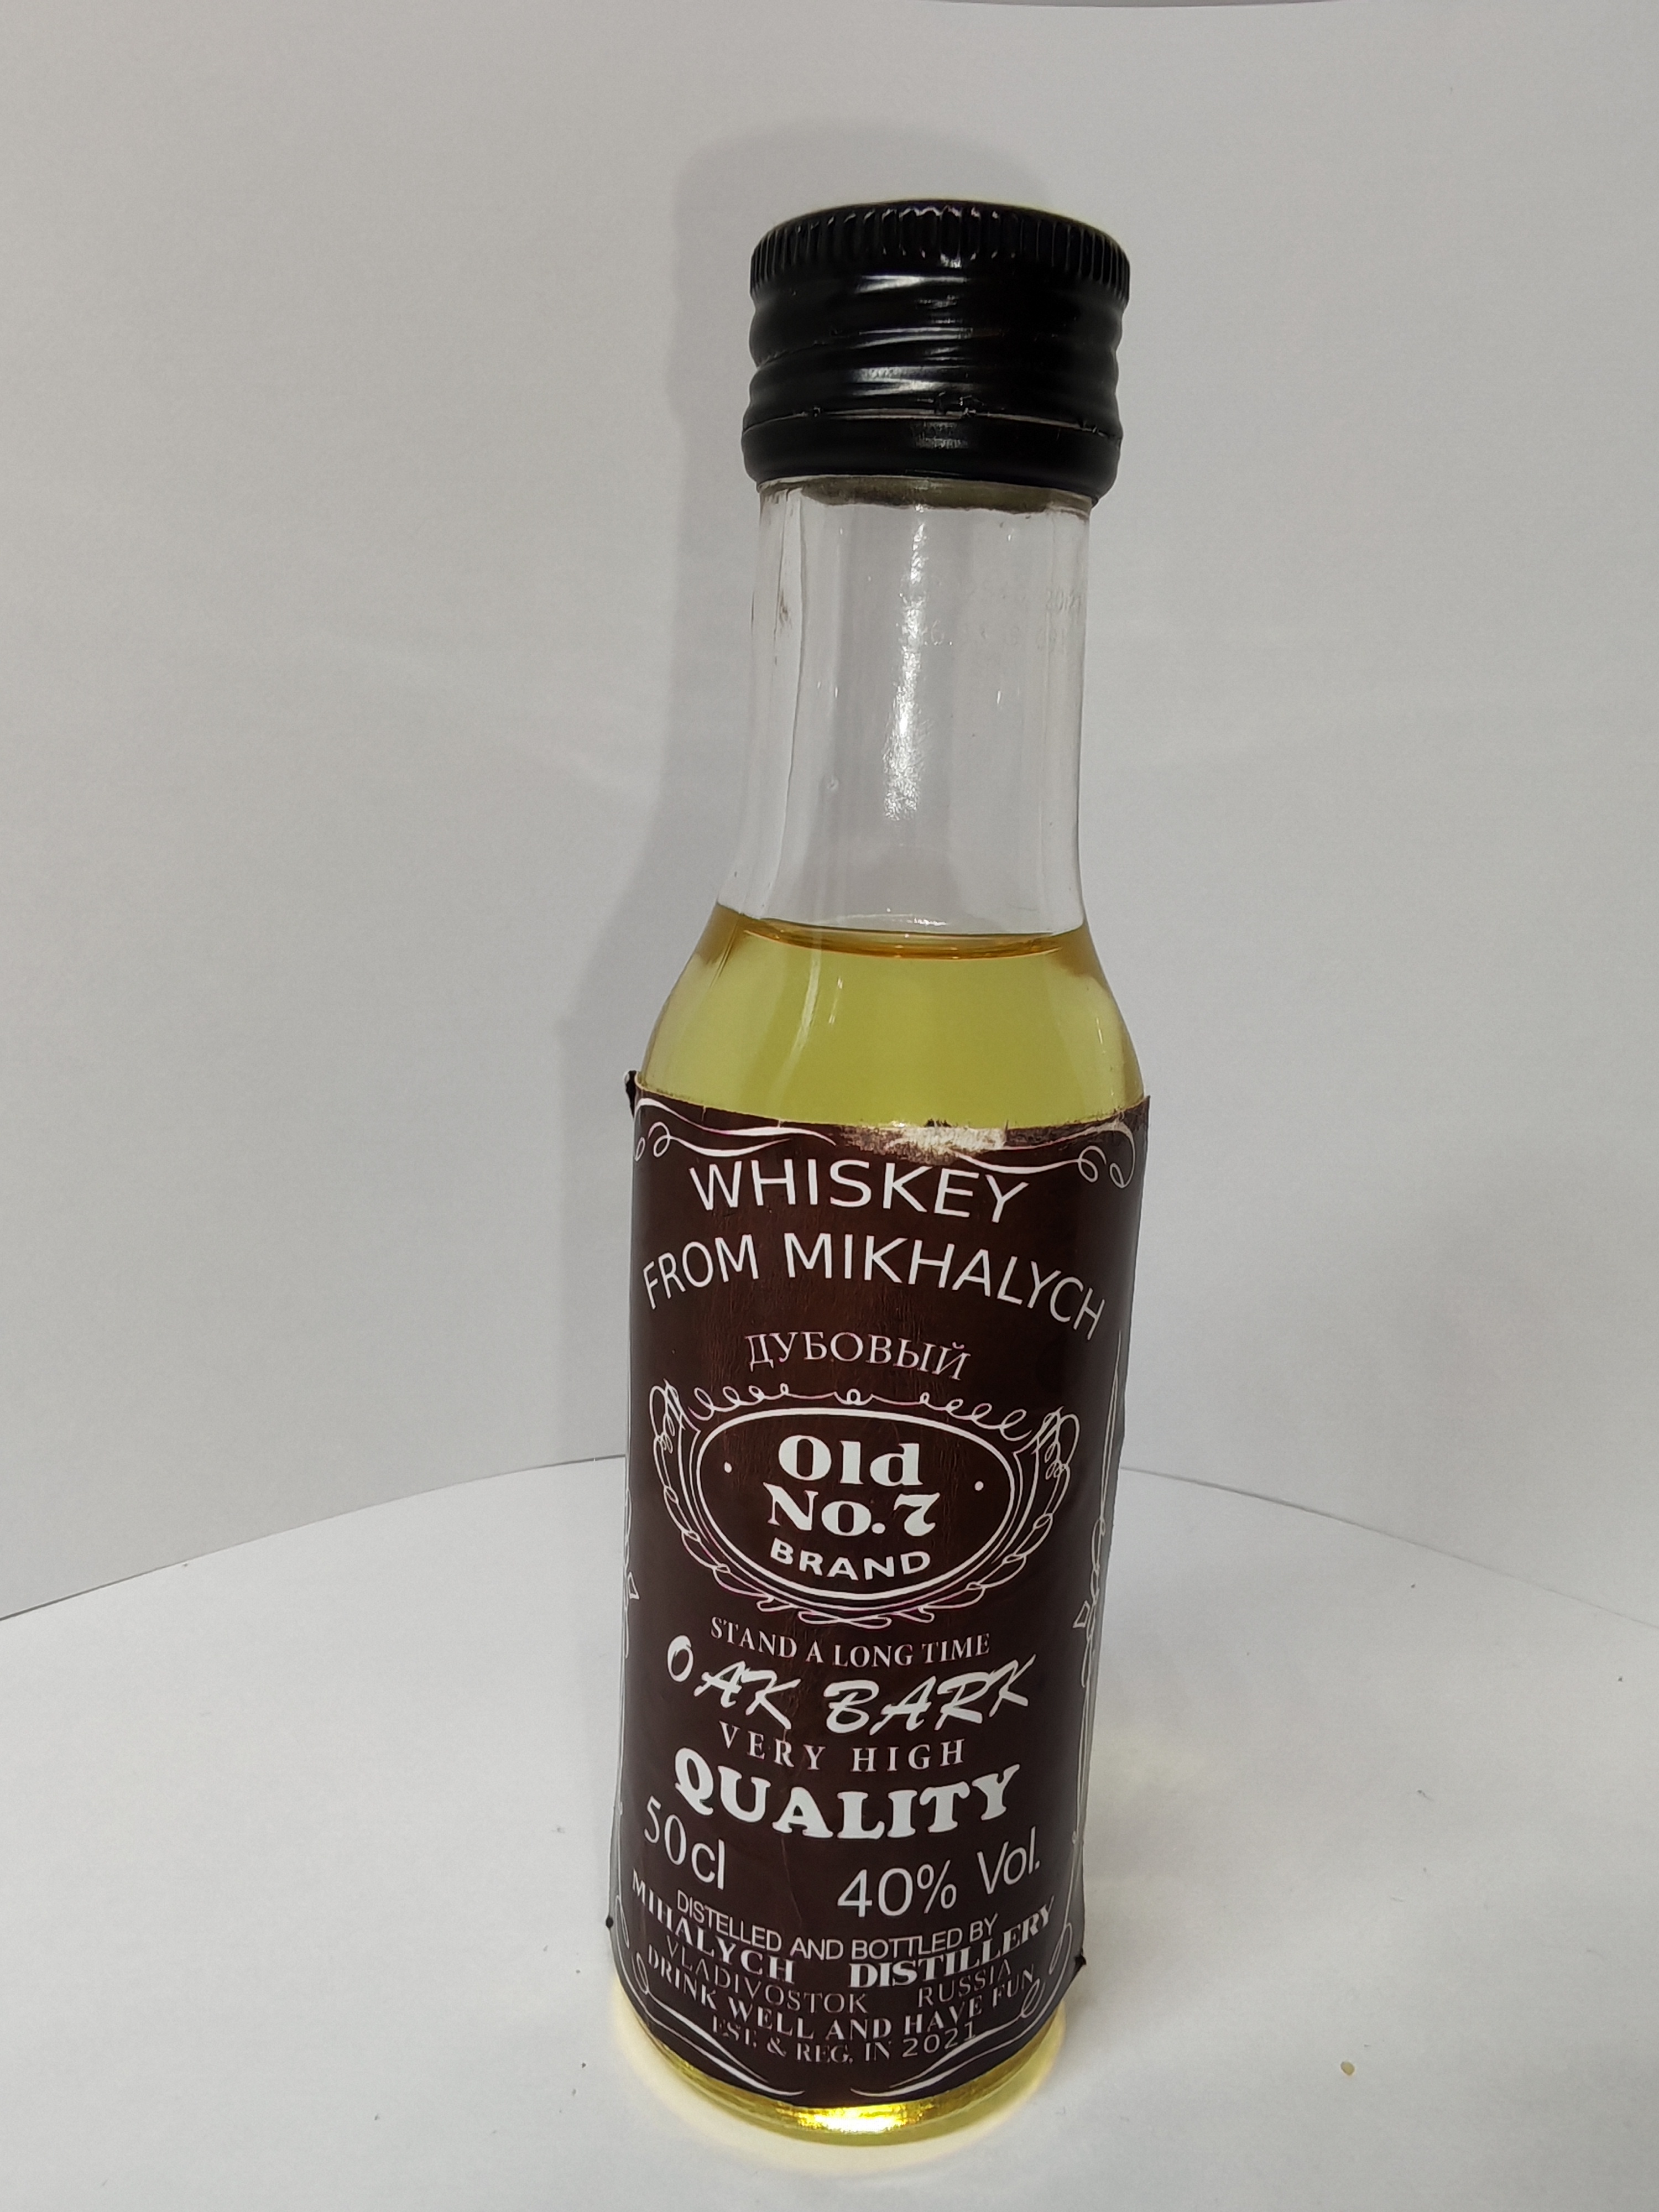 WHISKEY
FROM MIKHALYCH
ДУБОВЫЙ
Old
No.7
BRAND
STAND A LONG TIME
OAK BARK
VERY HIGH
QUALITY
50cl 40% Vol.
DISTELLED AND BOTTLED BY
MIHALYCH DISTILLERY
VLADIVOSTOK RUSSIA
DRINK WELL AND HAVE FUN
EST. & REG. IN 2021